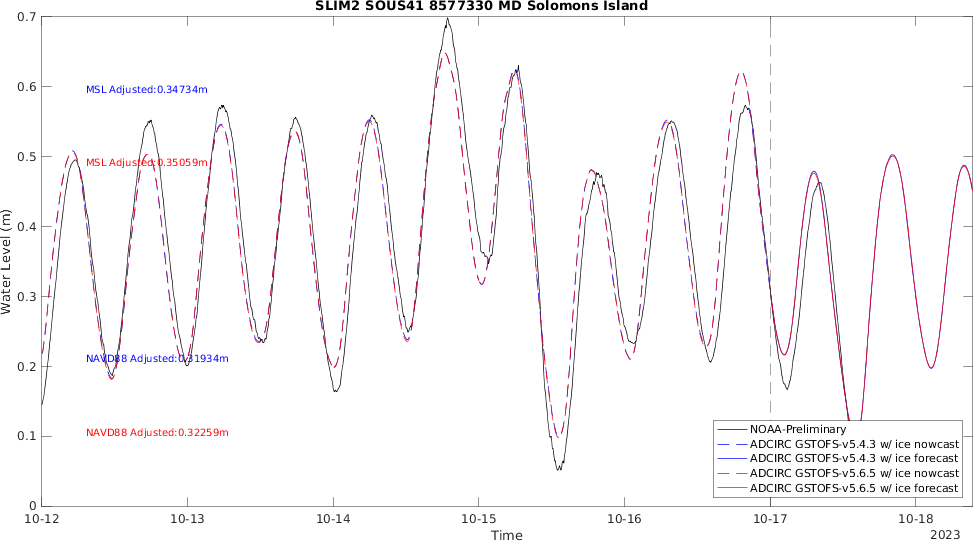 SLIM2 SOUS41 8577330 MD Solomons Island
0.7
0.6
0.5
0.4
0.3
0.2
0.1
0
Water Level (m)
MSL Adjusted:0.34734m
MSL Adjusted:0.35059m
NAVD88 Adjusted:0.31934m
NAVD88 Adjusted:0.32259m
NOAA-Preliminary
ADCIRC GSTOFS-v5.4.3 w/ ice nowcast
ADCIRC GSTOFS-v5.4.3 w/ ice forecast
ADCIRC GSTOFS-v5.6.5 w/ ice nowcast
ADCIRC GSTOFS-v5.6.5 w/ ice forecast
10-12 10-13 10-14 10-15 10-16 10-17 10-18
Time
2023